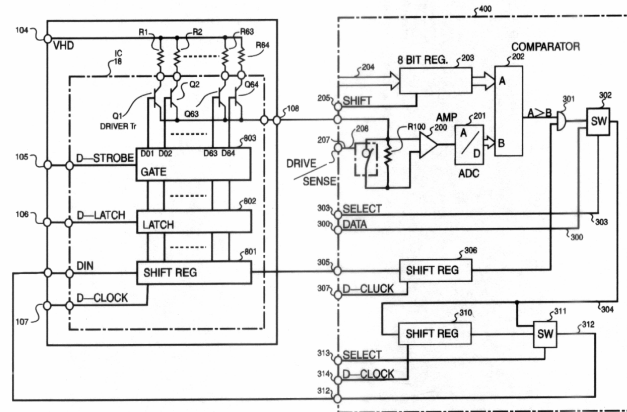 400
104
VHD
R1
R2
R63
R64
IC
18
Q1
DRIVER Tr
Q2
Q63
Q64
108
D01 D02 D63 D64
803
105
D—STROBE
GATE
802
106
D—LATCH
LATCH
801
DIN
SHIFT REG
D—CLOCK
107
204
8 BIT REG.
203
COMPARATOR
202
A
B
205
SHIFT
A>B
301
302
SW
AMP
R100
200
201
A
D
ADC
207
208
DRIVE
SENSE
303
SELECT
303
300
DATA
300
306
305
SHIFT REG
307
D—CLUCK
304
310
SHIFT REG
311
SW
312
313
SELECT
314
D—CLOCK
312